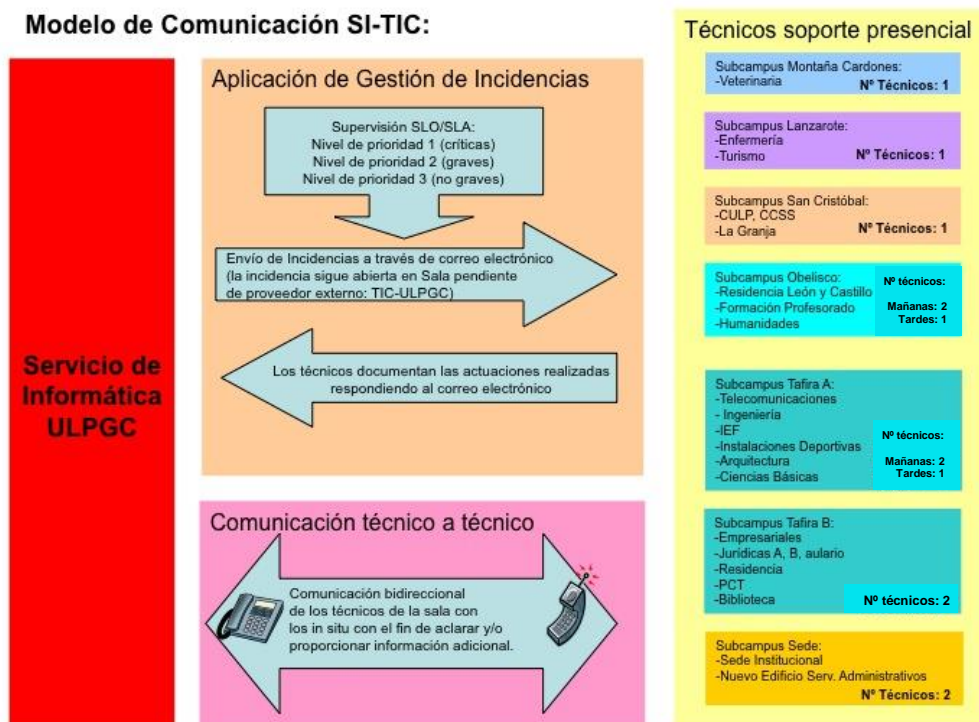 Modelo de Comunicación SI-TIC:
Servicio de
Informática
ULPGC
Aplicación de Gestión de Incidencias
Supervisión SLO/SLA:
Nivel de prioridad 1 (críticas)
Nivel de prioridad 2 (graves)
Nivel de prioridad 3 (no graves)
Envío de Incidencias a través de correo electrónico
(la incidencia sigue abierta en Sala pendiente
de proveedor externo: TIC-ULPGC)
Los técnicos documentan las actuaciones realizadas
respondiendo al correo electrónico
Comunicación técnico a técnico
Comunicación bidireccional
de los técnicos de la sala con
los in situ con el fin de aclarar y/o
proporcionar información adicional.
Técnicos soporte presencial
Subcampus Montaña Cardones:
-Veterinaria
Nº Técnicos: 1
Subcampus Lanzarote:
-Enfermería
-Turismo
Nº Técnicos: 1
Subcampus San Cristóbal:
-CULP, CCSS
-La Granja
Nº Técnicos: 1
Subcampus Obelisco:
-Residencia León y Castillo
-Formación Profesorado
-Humanidades
Nº técnicos:
Mañanas: 2
Tardes: 1
Subcampus Tafira A:
-Telecomunicaciones
- Ingeniería
-IEF
-Instalaciones Deportivas
-Arquitectura
-Ciencias Básicas
Nº técnicos:
Mañanas: 2
Tardes: 1
Subcampus Tafira B:
-Empresariales
-Jurídicas A, B, aulario
-Residencia
-PCT
-Biblioteca
Nº técnicos: 2
Subcampus Sede:
-Sede Institucional
-Nuevo Edificio Serv. Administrativos
Nº Técnicos: 2